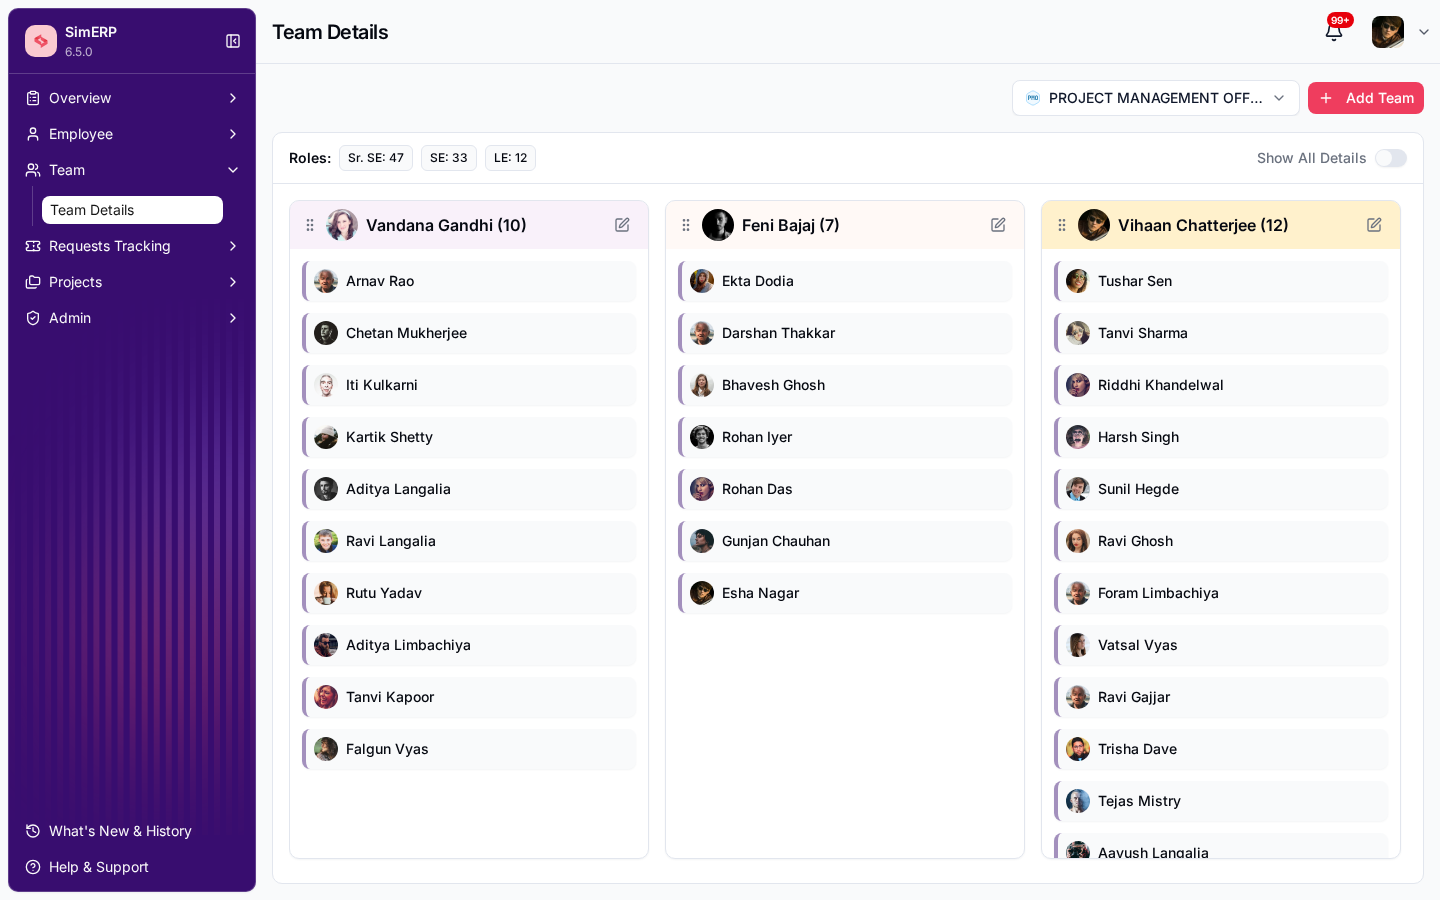 SimERP
6.5.0
Overview
Employee
Team
Team Details
Requests Tracking
Projects
Admin
What's New & History
Help & Support
Team Details
99+
PRO
PROJECT MANAGEMENT OFF...
Add Team
Roles:
Sr. SE: 47
SE: 33
LE: 12
Show All Details
Vandana Gandhi (10)
Arnav Rao
Chetan Mukherjee
Iti Kulkarni
Kartik Shetty
Aditya Langalia
Ravi Langalia
Rutu Yadav
Aditya Limbachiya
Tanvi Kapoor
Falgun Vyas
Feni Bajaj (7)
Ekta Dodia
Darshan Thakkar
Bhavesh Ghosh
Rohan Iyer
Rohan Das
Gunjan Chauhan
Esha Nagar
Vihaan Chatterjee (12)
Tushar Sen
Tanvi Sharma
Riddhi Khandelwal
Harsh Singh
Sunil Hegde
Ravi Ghosh
Foram Limbachiya
Vatsal Vyas
Ravi Gajjar
Trisha Dave
Tejas Mistry
Aayush Langalia